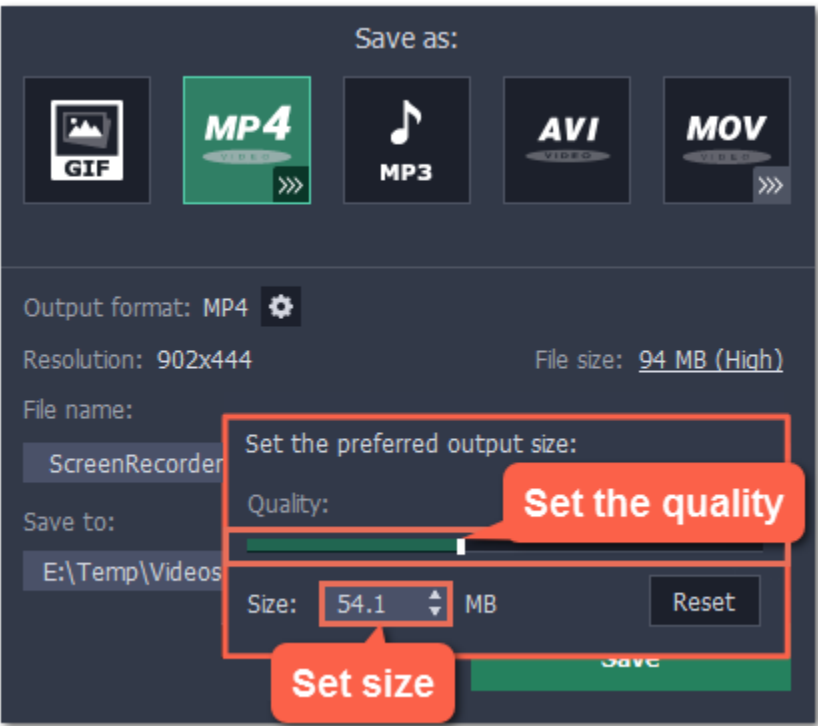 Save as:
GIF
MP4
VIDEO
MP3
AVI
VIDEO
MOV
VIDEO
Output format: MP4
Resolution: 902x444
File size: 94 MB (High)
File name:
ScreenRecorder
Set the preferred output size:
Quality:
Set the quality
Save to:
E:\Temp\Videos
Size: 54.1 MB
Reset
Set size
Save